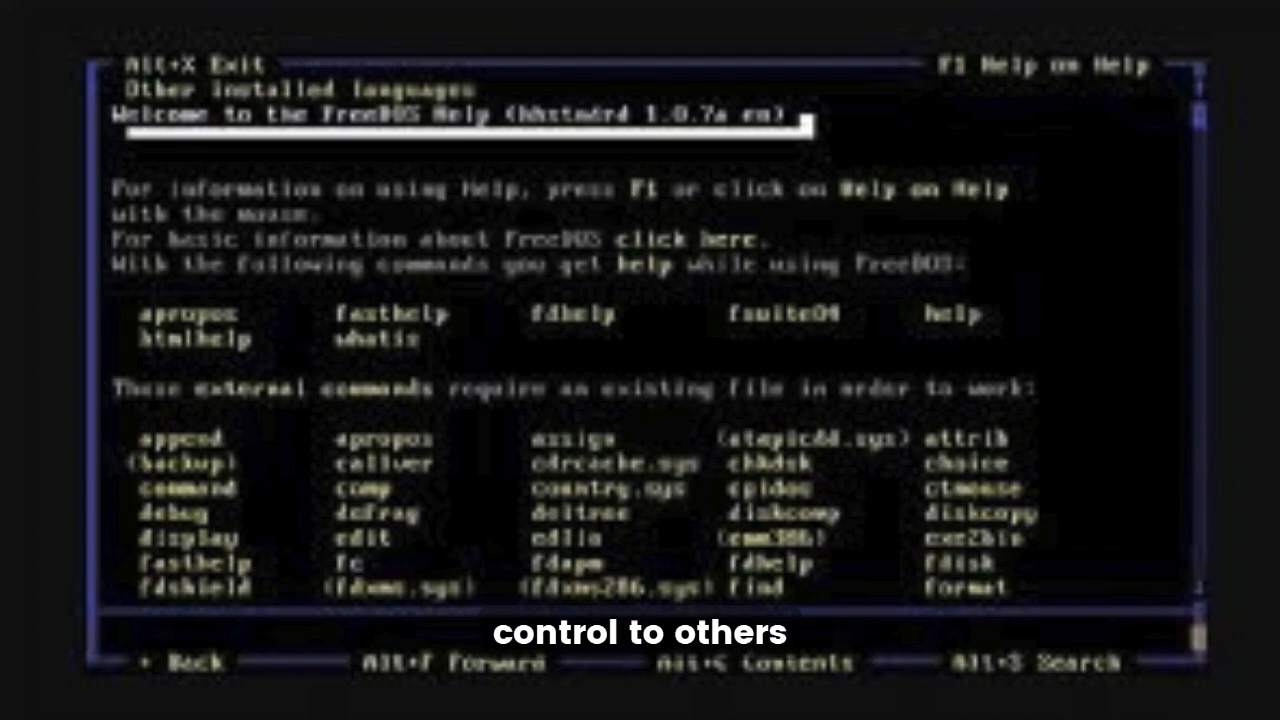 Alt+X Exit F1 Help on Help
Other installed languages
Welcome to the FreeDOS Help (hhstndrd 1.0.7a en)
For information on using Help, press F1 or click on Help on Help
with the mouse.
For basic information about FreeDOS click here.
With the following commands you get help while using FreeDOS:
apropos fasthelp fdhelp fsuite04 help
htmlhelp whatis
These external commands require an existing file in order to work:
append apropos assign (atapicdd.sys) attrib
(backup) callver cdrcache.sys chkdsk choice
command comp country.sys cpidos ctmouse
debug defrag deltree diskcomp diskcopy
display edit edlin (emm386) exe2bin
fasthelp fc fdapm fdhelp fdisk
fdshield (fdxms.sys) (fdxms286.sys) find format
control to others
Back Alt+F Forward Alt+C Contents Alt+S Search